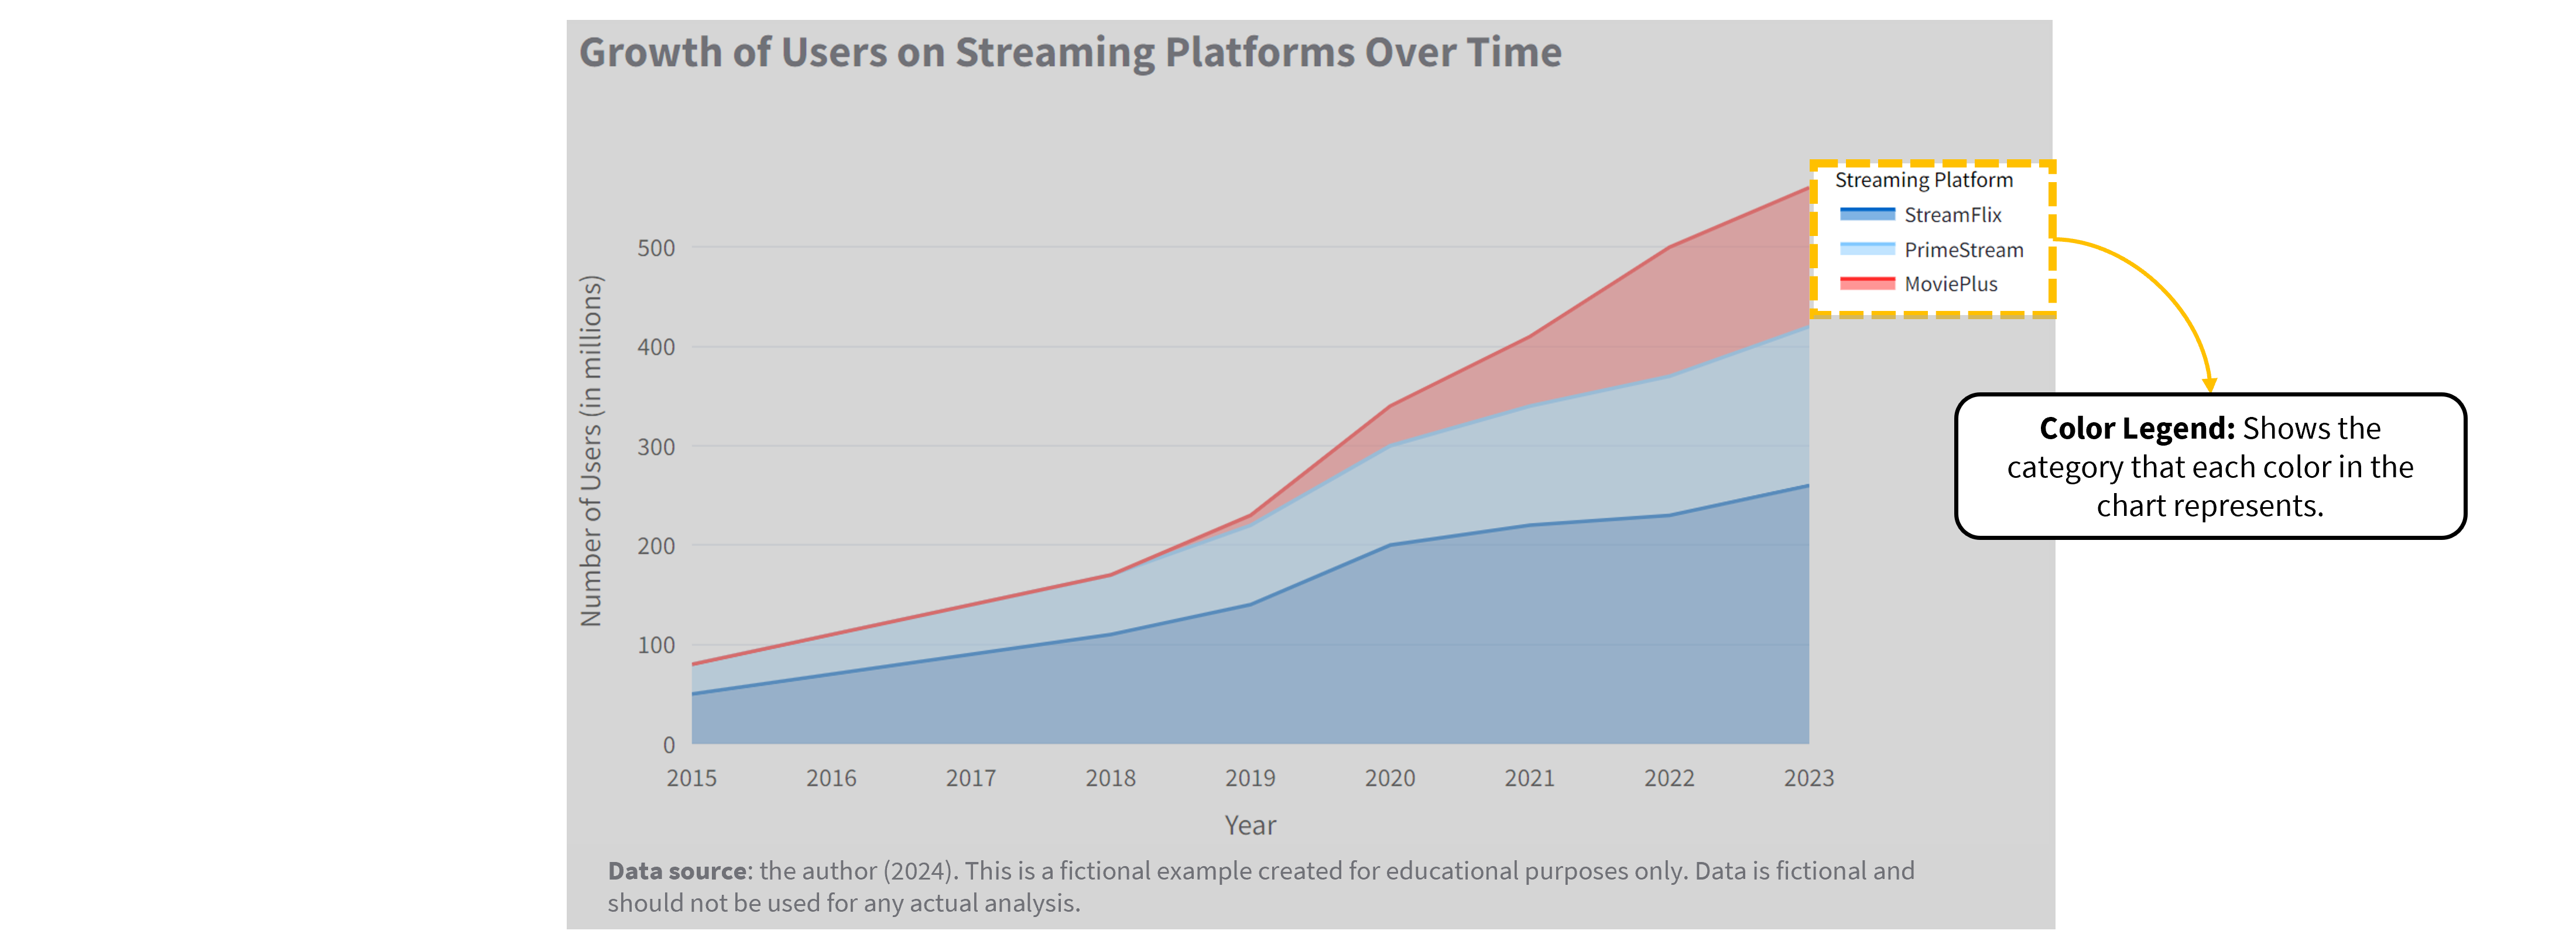 Growth of Users on Streaming Platforms Over Time
Number of Users (in millions)
500
400
300
200
100
0
2015 2016 2017 2018 2019 2020 2021 2022 2023
Year
Streaming Platform
StreamFlix
PrimeStream
MoviePlus
Color Legend: Shows the
category that each color in the
chart represents.
Data source: the author (2024). This is a fictional example created for educational purposes only. Data is fictional and
should not be used for any actual analysis.